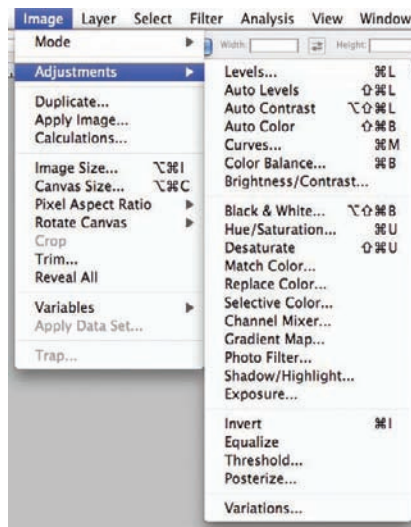 Image Layer Select Filter Analysis View Window
Width: Height:
Mode
Adjustments
Duplicate...
Apply Image...
Calculations...
Image Size... ⌥⌘I
Canvas Size... ⌥⌘C
Pixel Aspect Ratio
Rotate Canvas
Crop
Trim...
Reveal All
Variables
Apply Data Set...
Trap...
Levels... ⌘L
Auto Levels ⇧⌘L
Auto Contrast ⌥⇧⌘L
Auto Color ⇧⌘B
Curves... ⌘M
Color Balance... ⌘B
Brightness/Contrast...
Black & White... ⌥⇧⌘B
Hue/Saturation... ⌘U
Desaturate ⇧⌘U
Match Color...
Replace Color...
Selective Color...
Channel Mixer...
Gradient Map...
Photo Filter...
Shadow/Highlight...
Exposure...
Invert ⌘I
Equalize
Threshold...
Posterize...
Variations...